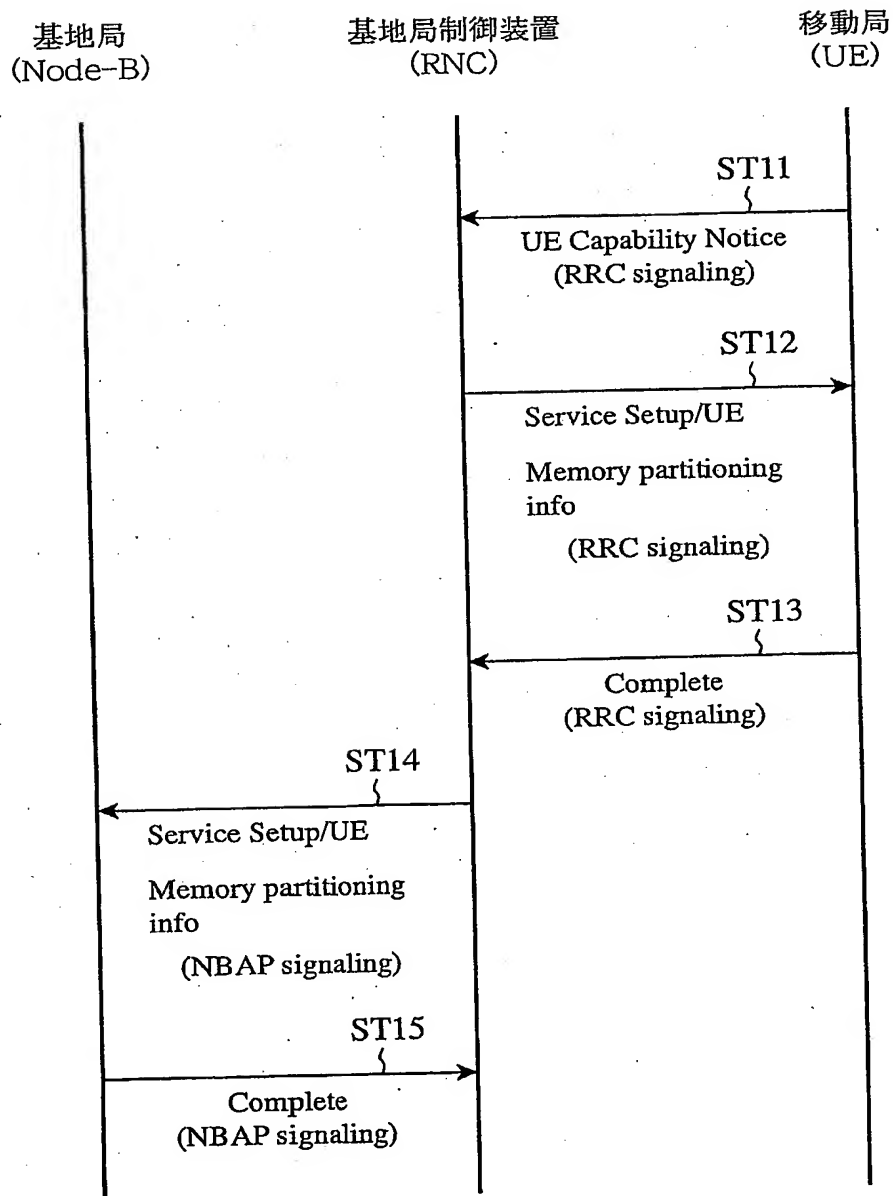 基地局
(Node-B)
基地局制御装置
(RNC)
移動局
(UE)
ST11
UE Capability Notice
(RRC signaling)
ST12
Service Setup/UE
Memory partitioning
info
(RRC signaling)
ST13
Complete
(RRC signaling)
ST14
Service Setup/UE
Memory partitioning
info
(NBAP signaling)
ST15
Complete
(NBAP signaling)